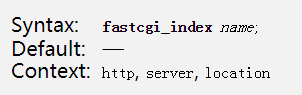 Syntax: fastcgi_index name;
Default: —
Context: http, server, location